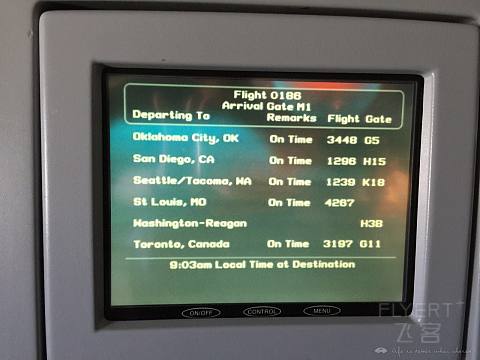 Flight 0186
Arrival Gate M1
Departing To Remarks Flight Gate
Oklahoma City, OK On Time 3448 G5
San Diego, CA On Time 1296 H15
Seattle/Tacoma, WA On Time 1239 K18
St Louis, MO On Time 4267
Washington-Reagan H3B
Toronto, Canada On Time 3197 G11
9:03am Local Time at Destination
ON/OFF CONTROL MENU
FLYERT
飞客